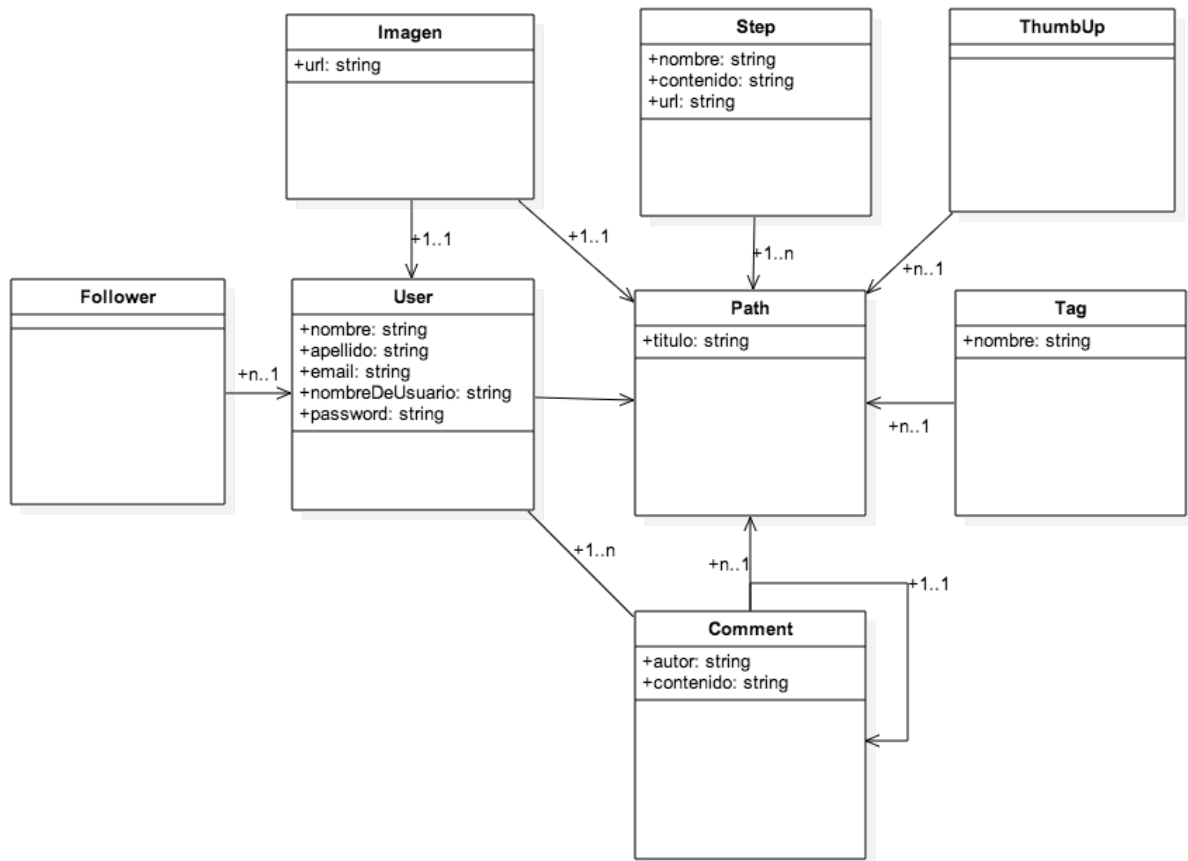 Imagen
+url: string
Step
+nombre: string
+contenido: string
+url: string
ThumbUp
+1..1
+1..1
+1..n
+n..1
Follower
+n..1
User
+nombre: string
+apellido: string
+email: string
+nombreDeUsuario: string
+password: string
Path
+titulo: string
Tag
+nombre: string
+n..1
+1..n
+n..1
+1..1
Comment
+autor: string
+contenido: string